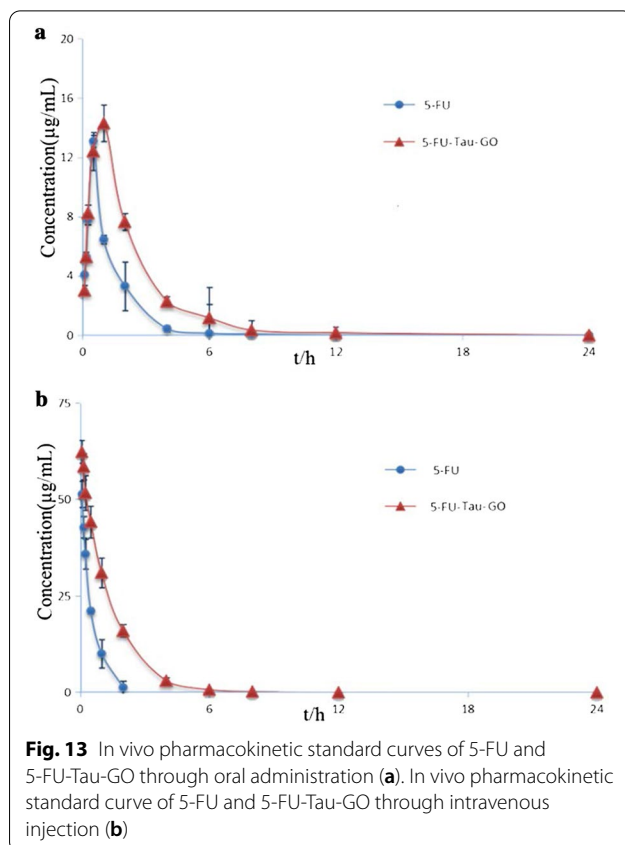 a
20
16
12
8
4
0
Concentration(µg/mL)
5-FU
5-FU-Tau-GO
0 6 12 18 24
t/h
b
75
50
25
0
Concentration(µg/mL)
5-FU
5-FU-Tau-GO
0 6 12 18 24
t/h
Fig. 13 In vivo pharmacokinetic standard curves of 5-FU and
5-FU-Tau-GO through oral administration (a). In vivo pharmacokinetic
standard curve of 5-FU and 5-FU-Tau-GO through intravenous
injection (b)